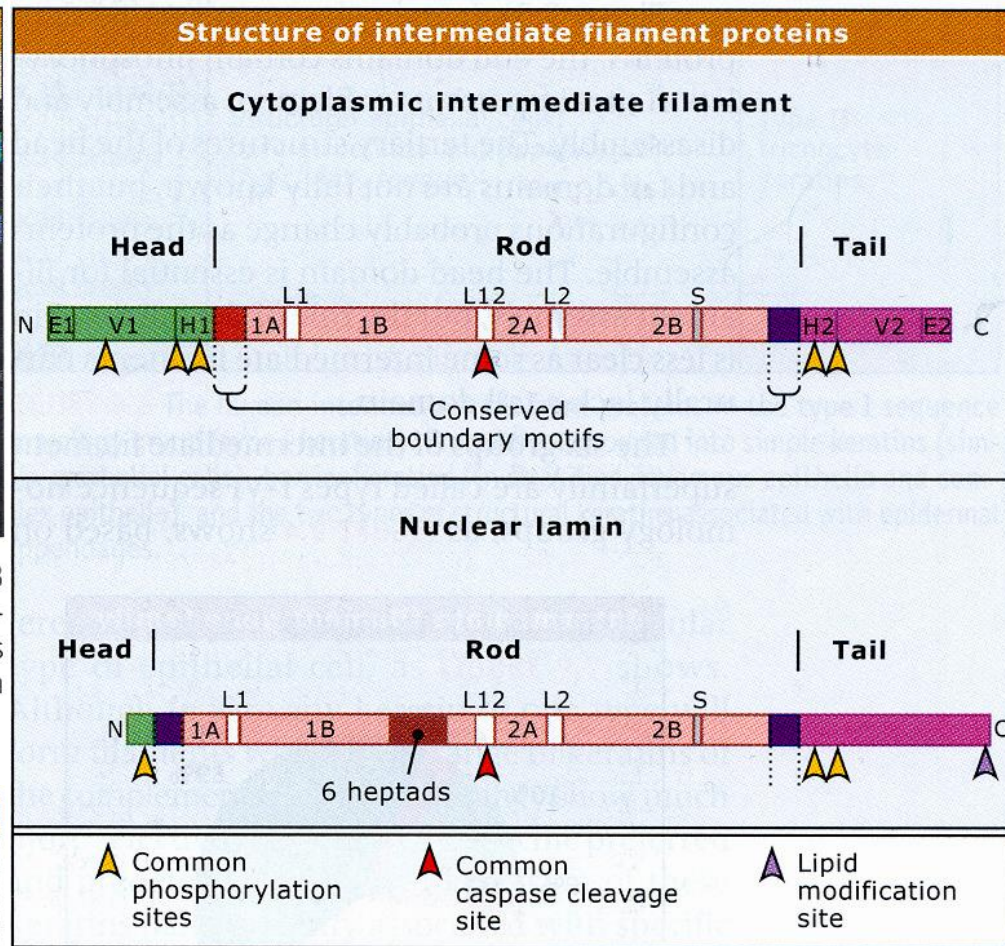 Structure of intermediate filament proteins
Cytoplasmic intermediate filament
Head Rod Tail
L1 L12 L2 S
N E1 V1 H1 1A 1B 2A 2B H2 V2 E2 C
Conserved
boundary motifs
Nuclear lamin
Head Rod Tail
L1 L12 L2 S
N 1A 1B 2A 2B C
6 heptads
Common
phosphorylation
sites
Common
caspase cleavage
site
Lipid
modification
site